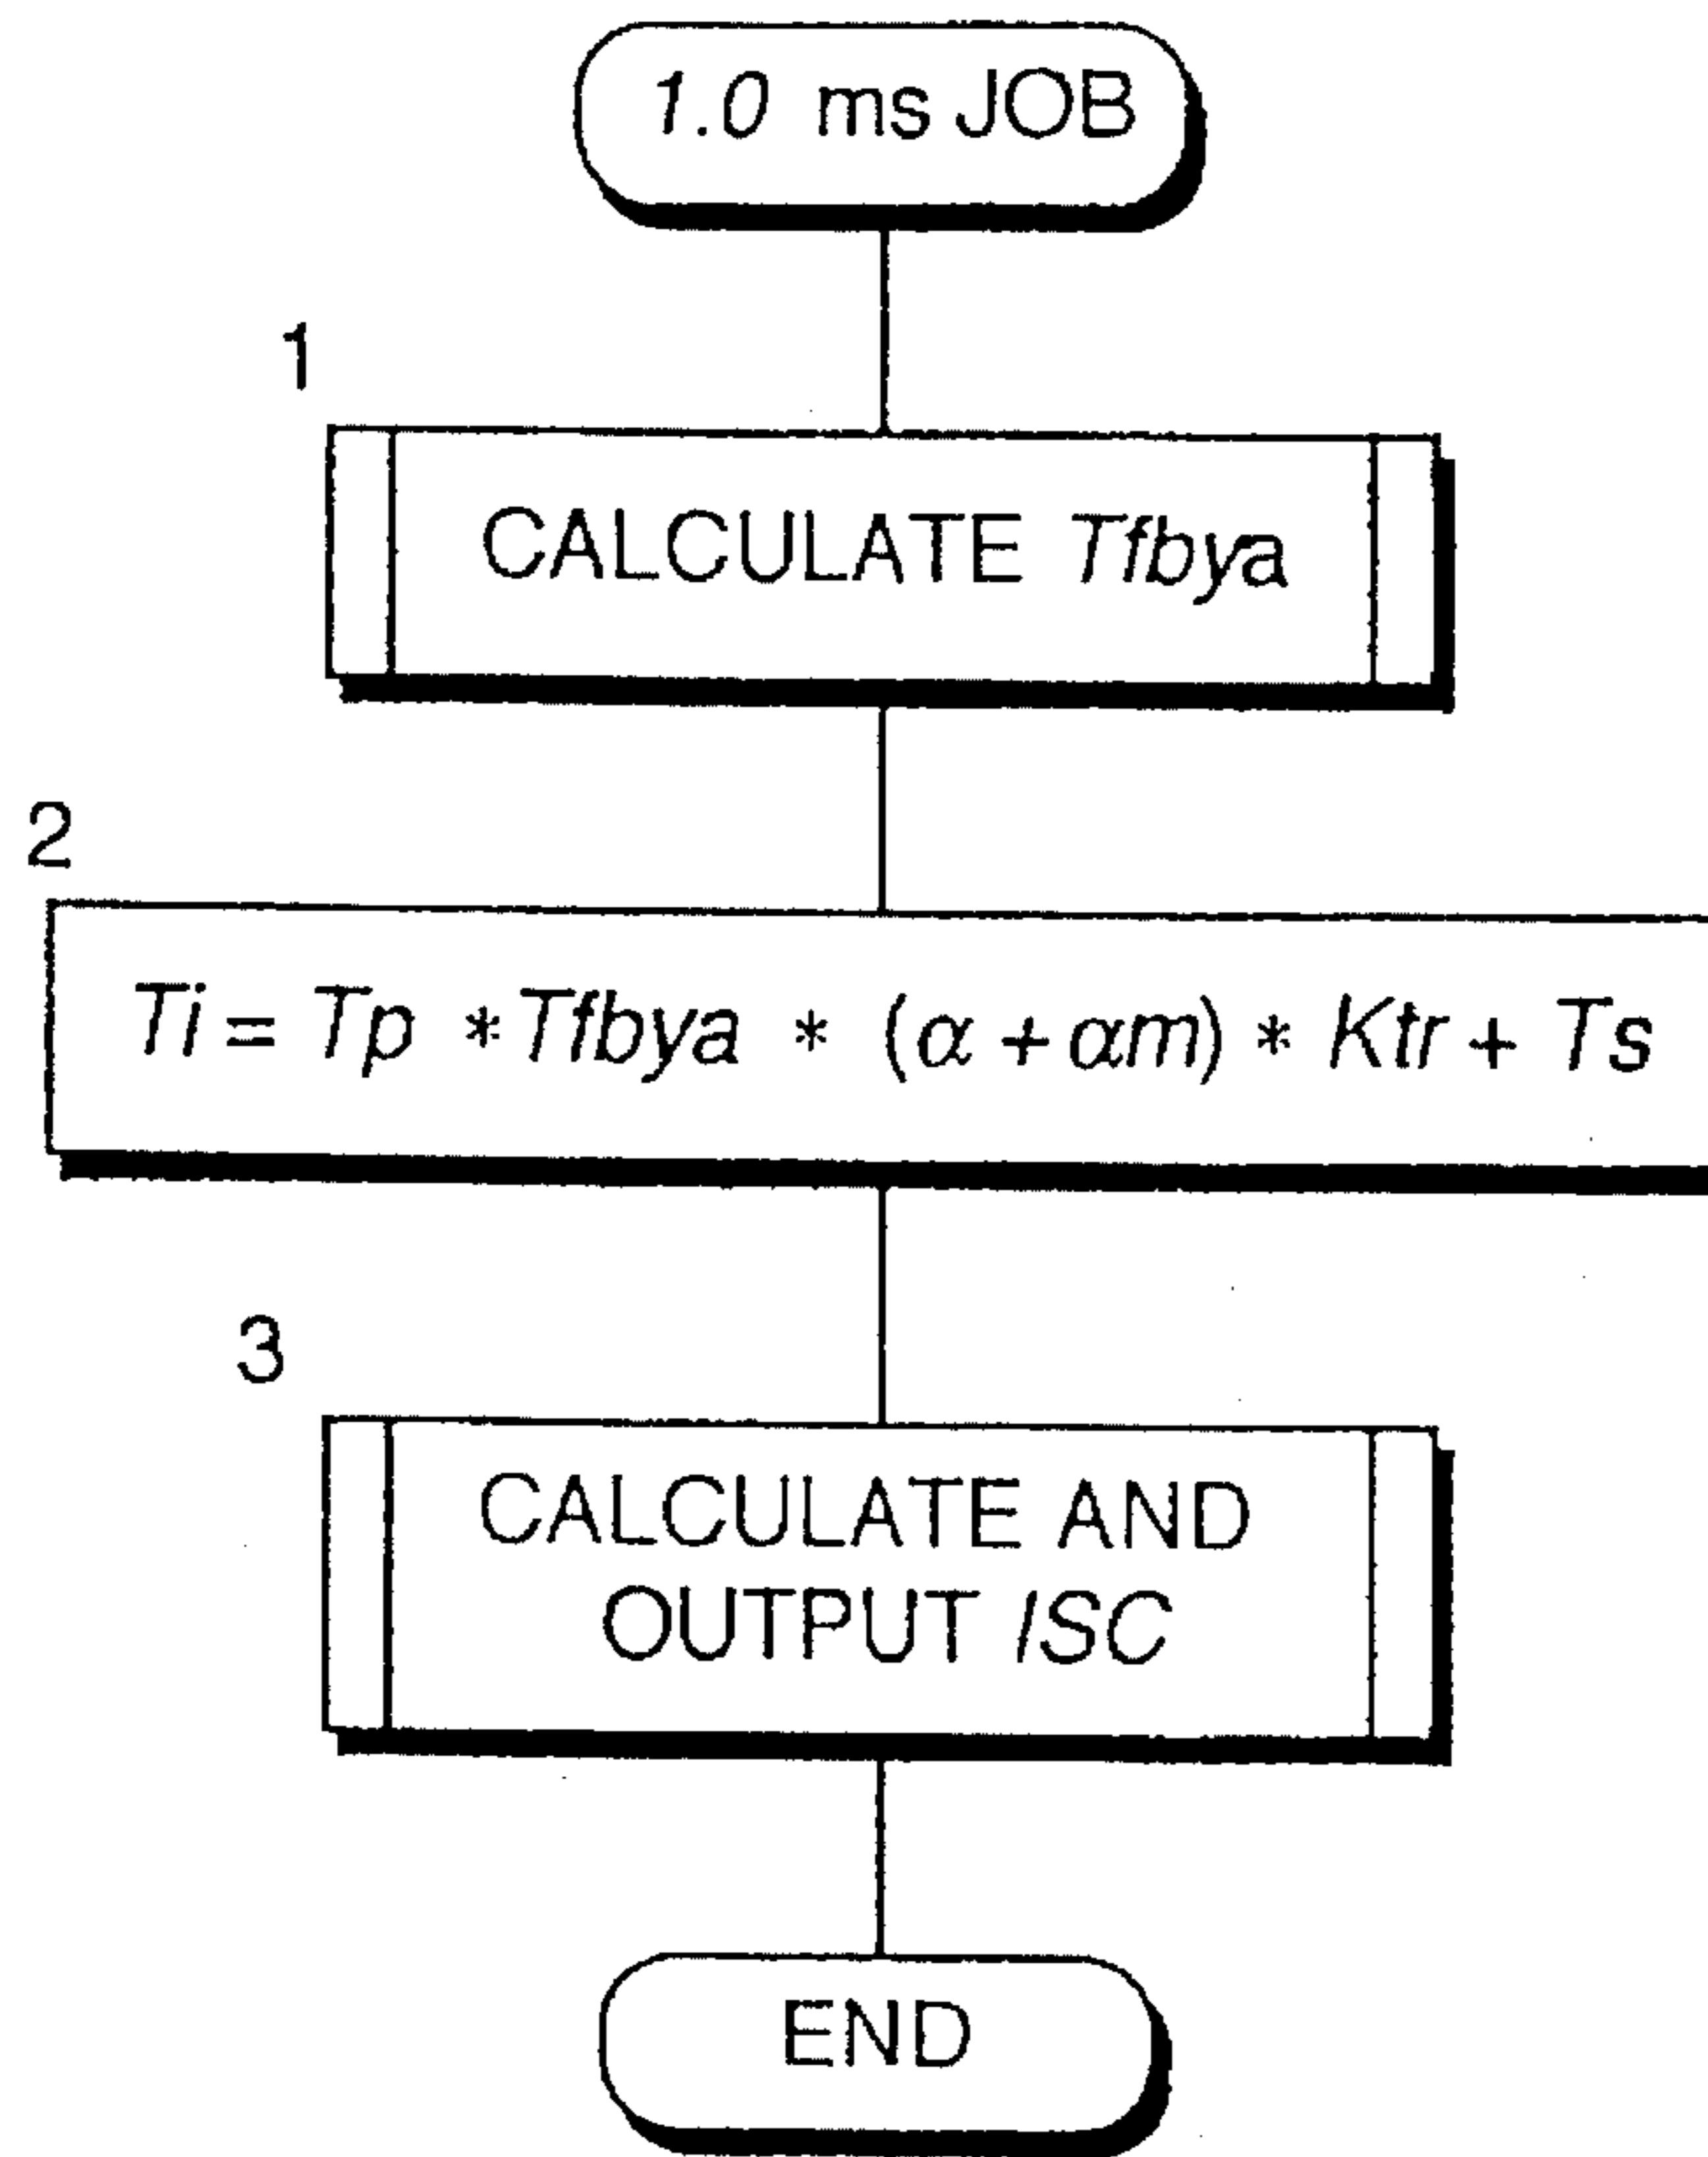 1.0 ms JOB
1
CALCULATE Tfbya
2
Ti = Tp * Tfbya * (α + αm) * Ktr + Ts
3
CALCULATE AND
OUTPUT ISC
END